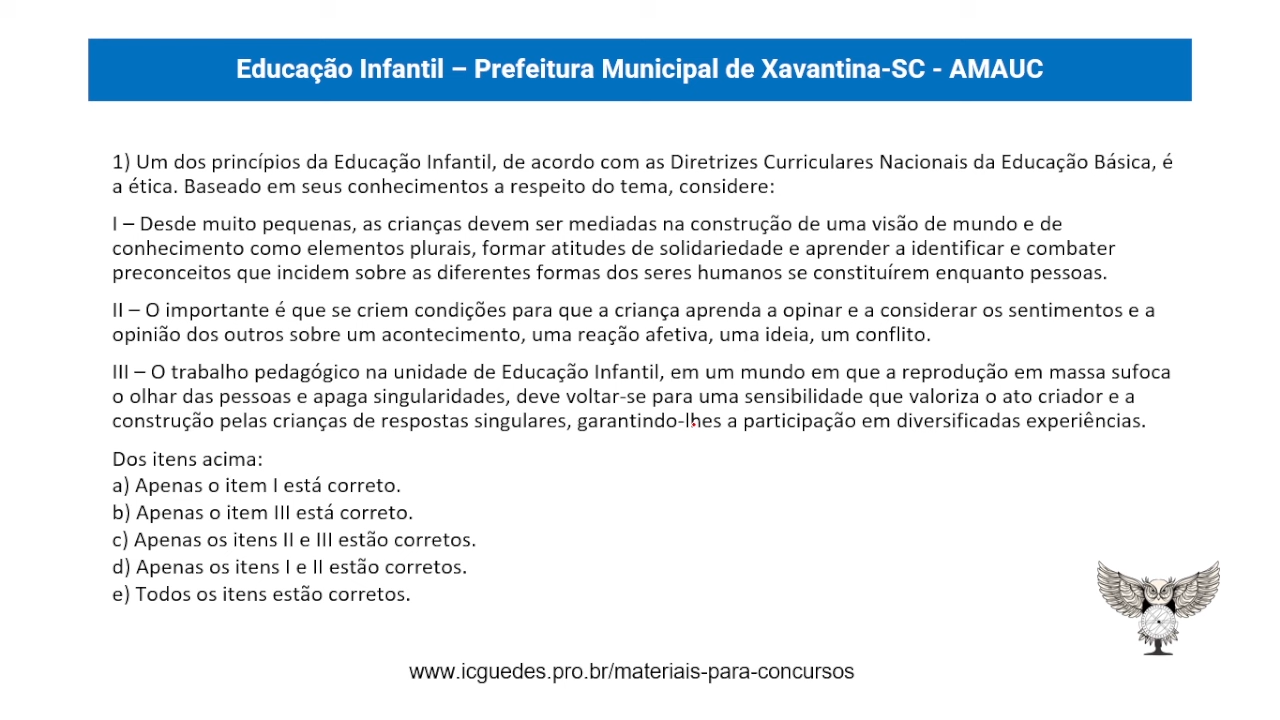 Educação Infantil – Prefeitura Municipal de Xavantina-SC - AMAUC
1) Um dos princípios da Educação Infantil, de acordo com as Diretrizes Curriculares Nacionais da Educação Básica, é
a ética. Baseado em seus conhecimentos a respeito do tema, considere:
I – Desde muito pequenas, as crianças devem ser mediadas na construção de uma visão de mundo e de
conhecimento como elementos plurais, formar atitudes de solidariedade e aprender a identificar e combater
preconceitos que incidem sobre as diferentes formas dos seres humanos se constituírem enquanto pessoas.
II – O importante é que se criem condições para que a criança aprenda a opinar e a considerar os sentimentos e a
opinião dos outros sobre um acontecimento, uma reação afetiva, uma ideia, um conflito.
III – O trabalho pedagógico na unidade de Educação Infantil, em um mundo em que a reprodução em massa sufoca
o olhar das pessoas e apaga singularidades, deve voltar-se para uma sensibilidade que valoriza o ato criador e a
construção pelas crianças de respostas singulares, garantindo-lhes a participação em diversificadas experiências.
Dos itens acima:
a) Apenas o item I está correto.
b) Apenas o item III está correto.
c) Apenas os itens II e III estão corretos.
d) Apenas os itens I e II estão corretos.
e) Todos os itens estão corretos.
www.icguedes.pro.br/materiais-para-concursos